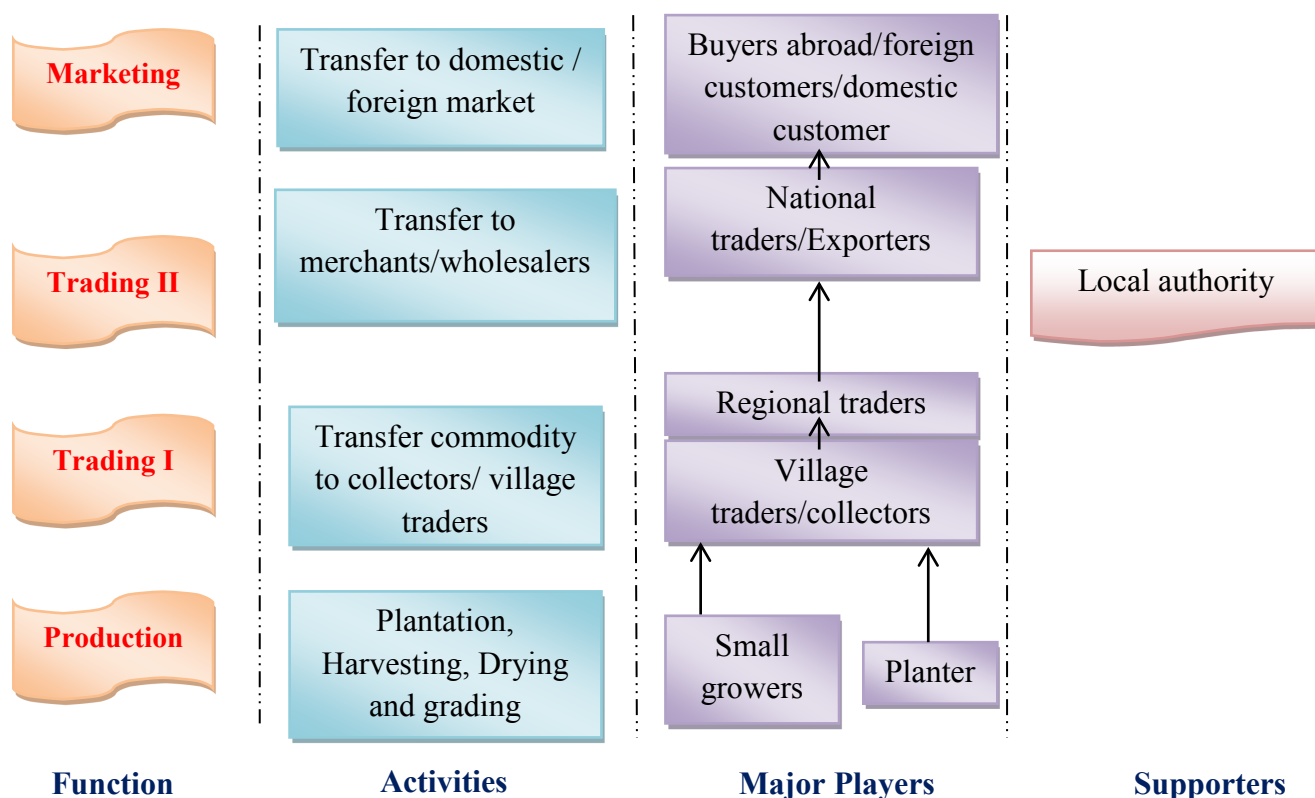 Marketing
Transfer to domestic /
foreign market
Buyers abroad/foreign
customers/domestic
customer
Trading II
Transfer to
merchants/wholesalers
National
traders/Exporters
Local authority
Trading I
Transfer commodity
to collectors/ village
traders
Regional traders
Village
traders/collectors
Production
Plantation,
Harvesting, Drying
and grading
Small
growers
Planter
Function
Activities
Major Players
Supporters